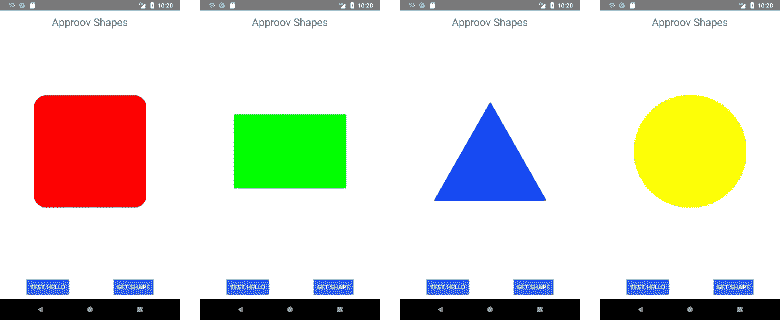 10:20 10:20 10:20 10:20
Approov Shapes Approov Shapes Approov Shapes Approov Shapes
TEST HELLO GET SHAPE TEST HELLO GET SHAPE TEST HELLO GET SHAPE TEST HELLO GET SHAPE